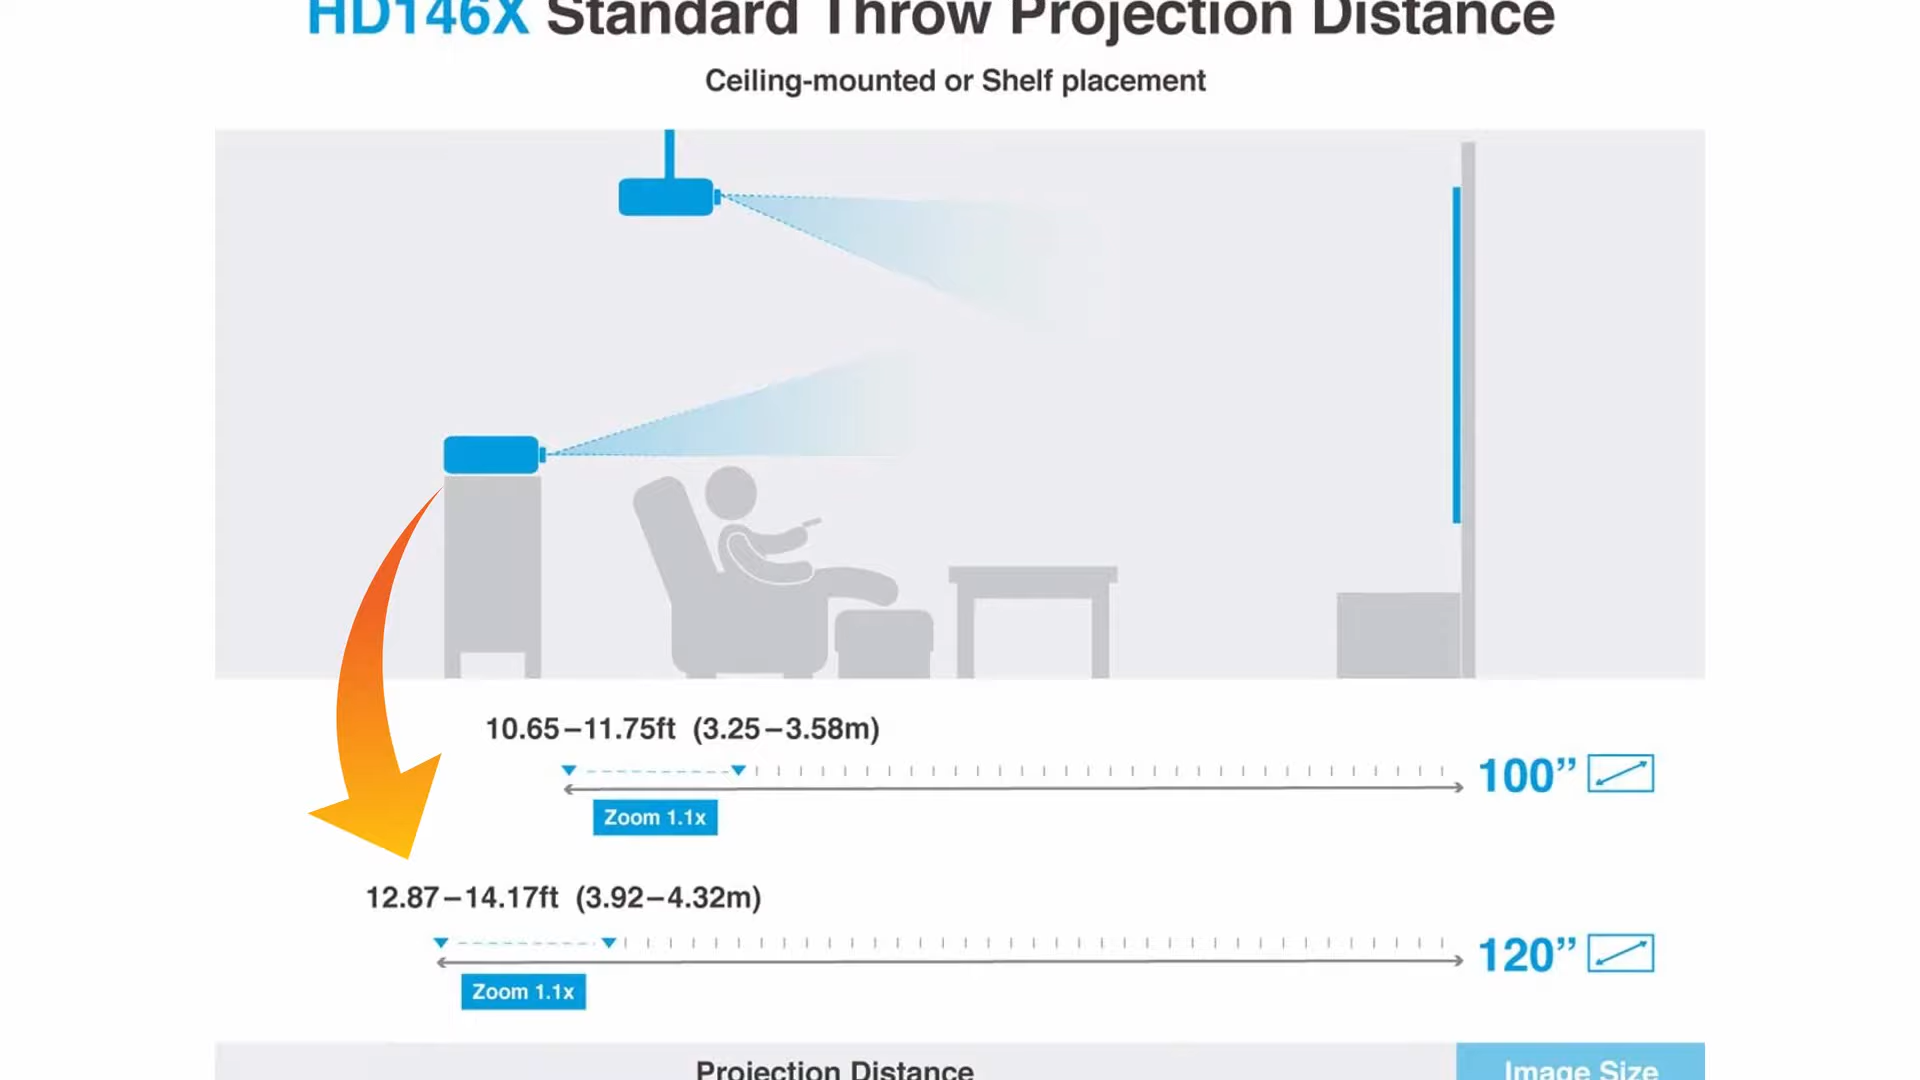 HD146X Standard Throw Projection Distance
Ceiling-mounted or Shelf placement
10.65–11.75ft (3.25–3.58m)
100”
Zoom 1.1x
12.87–14.17ft (3.92–4.32m)
120”
Zoom 1.1x
Projection Distance
Image Size